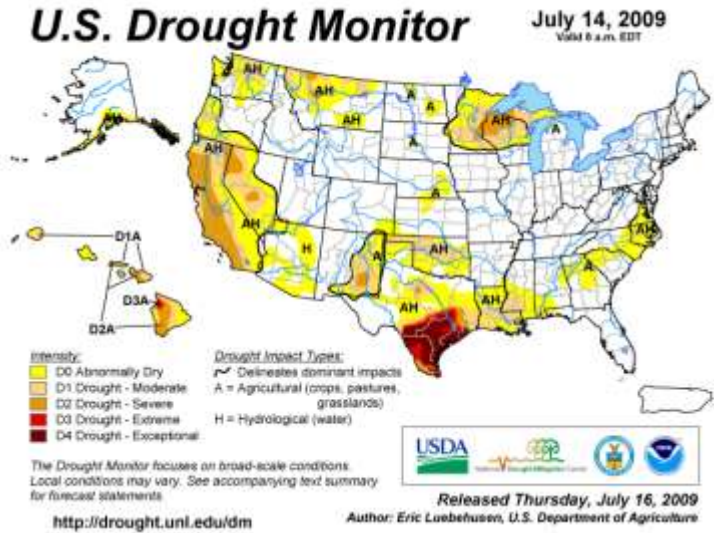 U.S. Drought Monitor
July 14, 2009
Valid 8 a.m. EDT
AH
AH
A
A
AH
AH
A
A
AH
AH
A
AH
H
A
AH
AH
A
AH
AH
D1A
D3A
D2A
Intensity:
D0 Abnormally Dry
D1 Drought - Moderate
D2 Drought - Severe
D3 Drought - Extreme
D4 Drought - Exceptional
Drought Impact Types:
Delineates dominant impacts
A = Agricultural (crops, pastures,
grasslands)
H = Hydrological (water)
USDA
The Drought Monitor focuses on broad-scale conditions.
Local conditions may vary. See accompanying text summary
for forecast statements.
http://drought.unl.edu/dm
Released Thursday, July 16, 2009
Author: Eric Luebehusen, U.S. Department of Agriculture